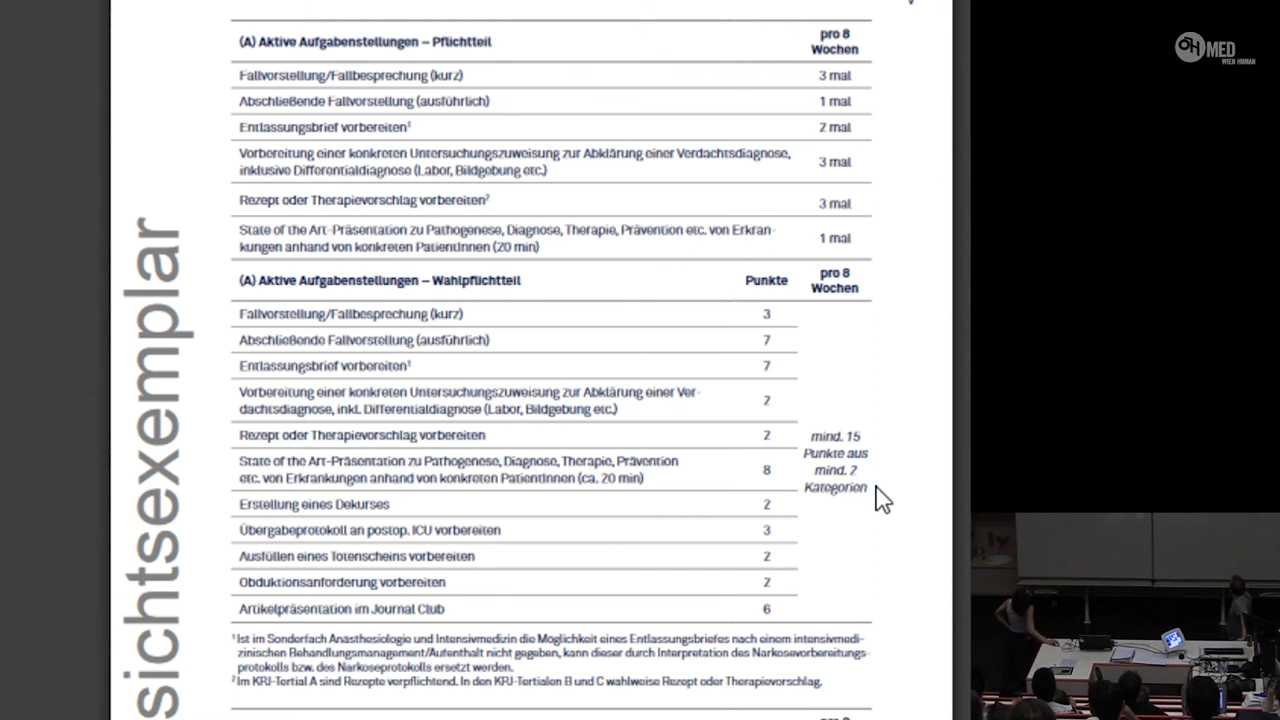 (A) Aktive Aufgabenstellungen – Pflichtteil
pro 8
Wochen
Fallvorstellung/Fallbesprechung (kurz)
3 mal
Abschließende Fallvorstellung (ausführlich)
1 mal
Entlassungsbrief vorbereiten¹
2 mal
Vorbereitung einer konkreten Untersuchungszuweisung zur Abklärung einer Verdachtsdiagnose,
inklusive Differentialdiagnose (Labor, Bildgebung etc.)
3 mal
Rezept oder Therapievorschlag vorbereiten²
3 mal
State of the Art-Präsentation zu Pathogenese, Diagnose, Therapie, Prävention etc. von Erkran-
kungen anhand von konkreten PatientInnen (20 min)
1 mal
(A) Aktive Aufgabenstellungen – Wahlpflichtteil
Punkte
pro 8
Wochen
Fallvorstellung/Fallbesprechung (kurz)
3
Abschließende Fallvorstellung (ausführlich)
7
Entlassungsbrief vorbereiten¹
7
Vorbereitung einer konkreten Untersuchungszuweisung zur Abklärung einer Ver-
dachtsdiagnose, inkl. Differentialdiagnose (Labor, Bildgebung etc.)
2
Rezept oder Therapievorschlag vorbereiten
2
State of the Art-Präsentation zu Pathogenese, Diagnose, Therapie, Prävention
etc. von Erkrankungen anhand von konkreten PatientInnen (ca. 20 min)
8
Erstellung eines Dekurses
2
Übergabeprotokoll an postop. ICU vorbereiten
3
Ausfüllen eines Totenscheins vorbereiten
2
Obduktionsanforderung vorbereiten
2
Artikelpräsentation im Journal Club
6
mind. 15
Punkte aus
mind. 2
Kategorien
¹ Ist im Sonderfach Anästhesiologie und Intensivmedizin die Möglichkeit eines Entlassungsbriefes nach einem intensivmedi-
zinischen Behandlungsmanagement/Aufenthalt nicht gegeben, kann dieser durch Interpretation des Narkosevorbereitungs-
protokolls bzw. des Narkoseprotokolls ersetzt werden.
² Im KPJ-Tertial A sind Rezepte verpflichtend. In den KPJ-Tertialen B und C wahlweise Rezept oder Therapievorschlag.
sichtsexemplar
ÖH MED
WIEN HUMAN